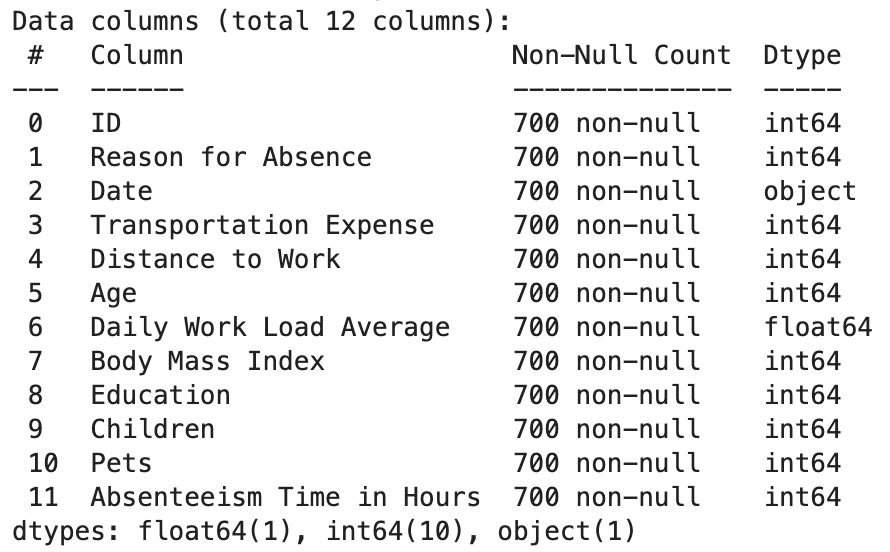 Data columns (total 12 columns):
 #   Column                     Non-Null Count  Dtype
---  ------                     --------------  -----
 0   ID                         700 non-null    int64
 1   Reason for Absence         700 non-null    int64
 2   Date                       700 non-null    object
 3   Transportation Expense     700 non-null    int64
 4   Distance to Work           700 non-null    int64
 5   Age                        700 non-null    int64
 6   Daily Work Load Average    700 non-null    float64
 7   Body Mass Index            700 non-null    int64
 8   Education                  700 non-null    int64
 9   Children                   700 non-null    int64
 10  Pets                       700 non-null    int64
 11  Absenteeism Time in Hours  700 non-null    int64
dtypes: float64(1), int64(10), object(1)